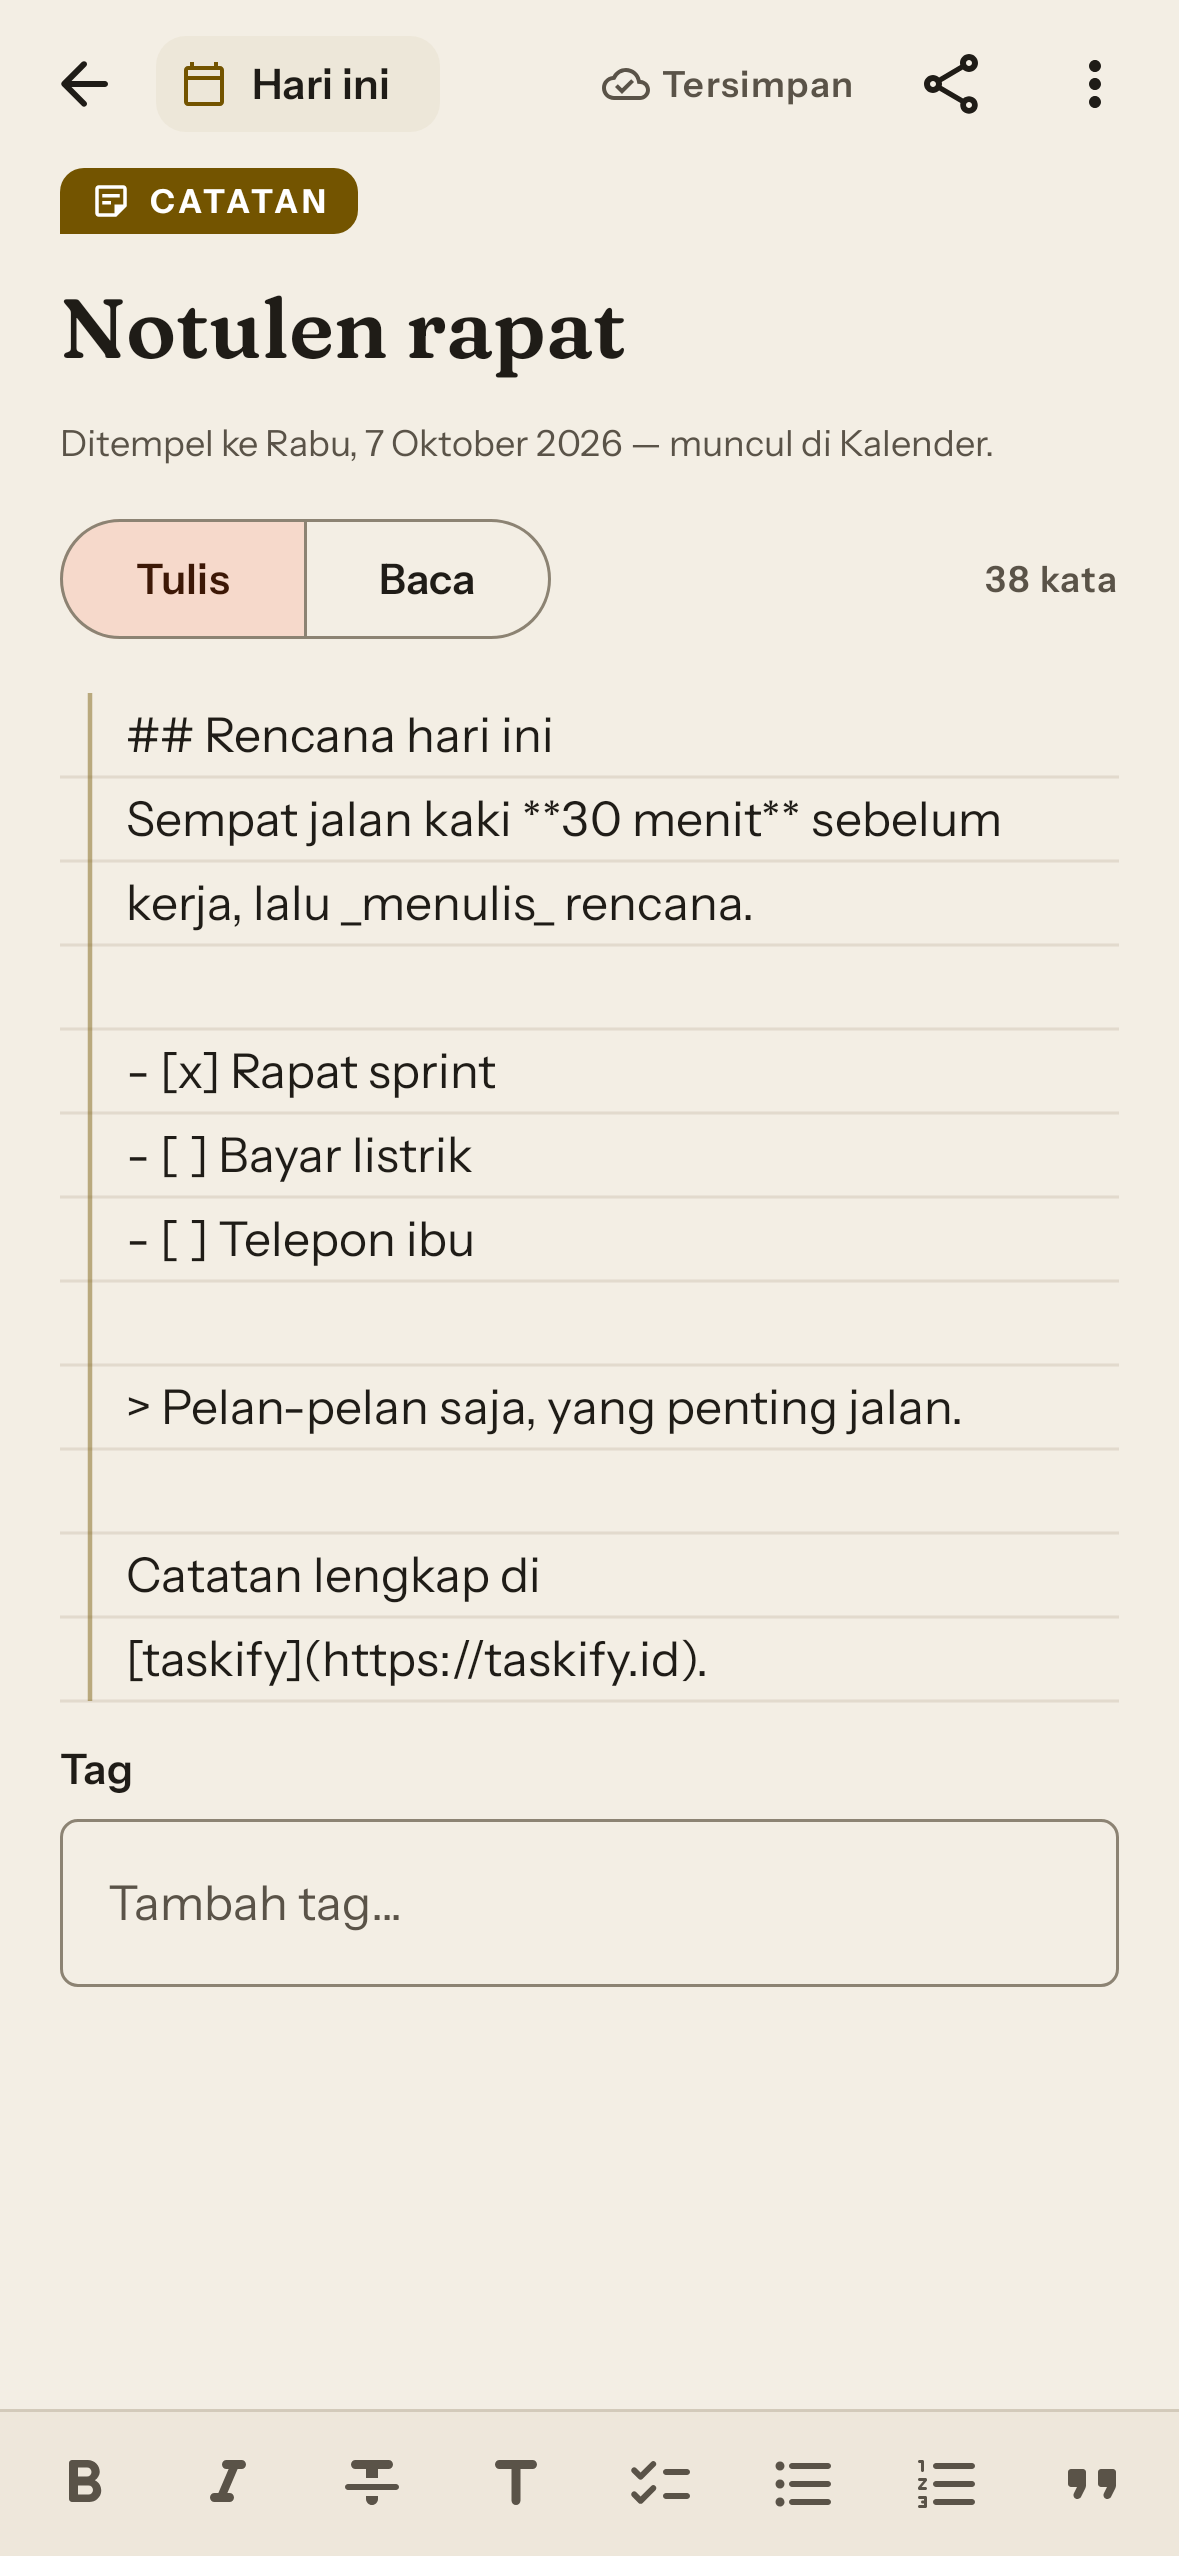 Hari ini
Tersimpan
CATATAN
Notulen rapat
Ditempel ke Rabu, 7 Oktober 2026 — muncul di Kalender.
Tulis
Baca
38 kata
## Rencana hari ini
Sempat jalan kaki **30 menit** sebelum
kerja, lalu _menulis_ rencana.
- [x] Rapat sprint
- [ ] Bayar listrik
- [ ] Telepon ibu
> Pelan-pelan saja, yang penting jalan.
Catatan lengkap di
[taskify](https://taskify.id).
Tag
Tambah tag...